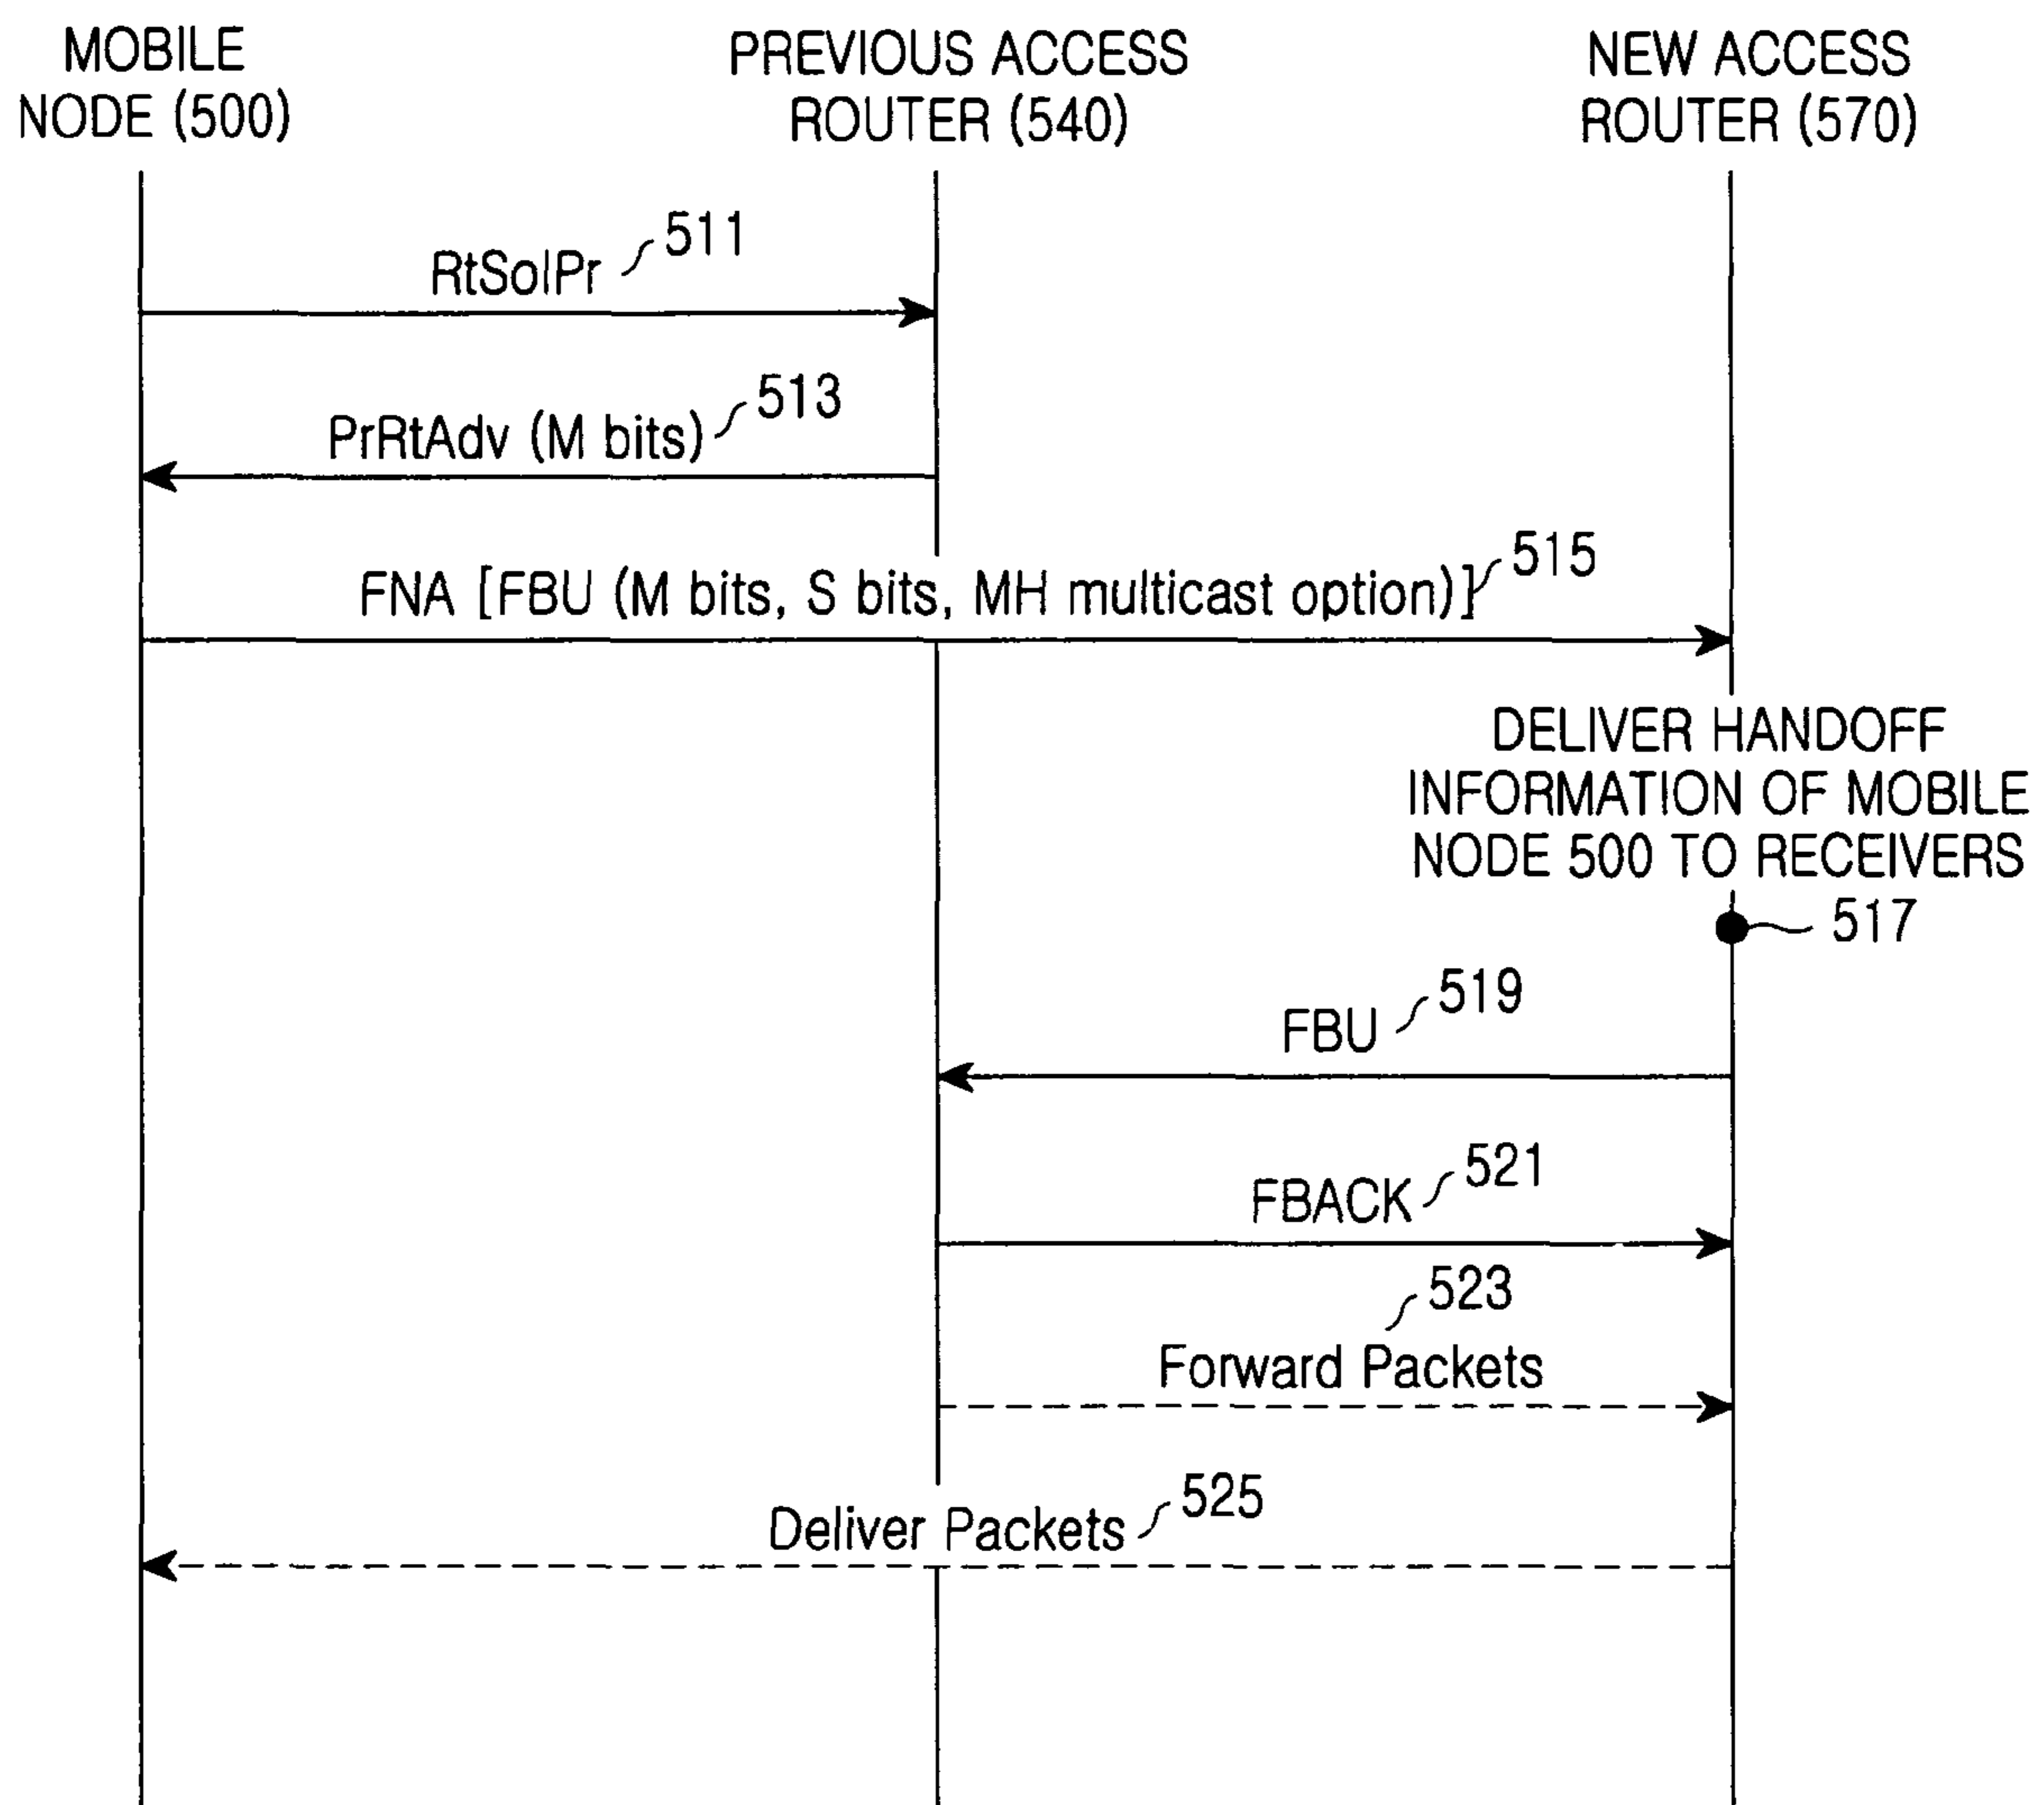 MOBILE
NODE (500)
PREVIOUS ACCESS
ROUTER (540)
NEW ACCESS
ROUTER (570)
RtSolPr 511
PrRtAdv (M bits) 513
FNA [FBU (M bits, S bits, MH multicast option)] 515
DELIVER HANDOFF
INFORMATION OF MOBILE
NODE 500 TO RECEIVERS
517
FBU 519
FBACK 521
523
Forward Packets
Deliver Packets 525